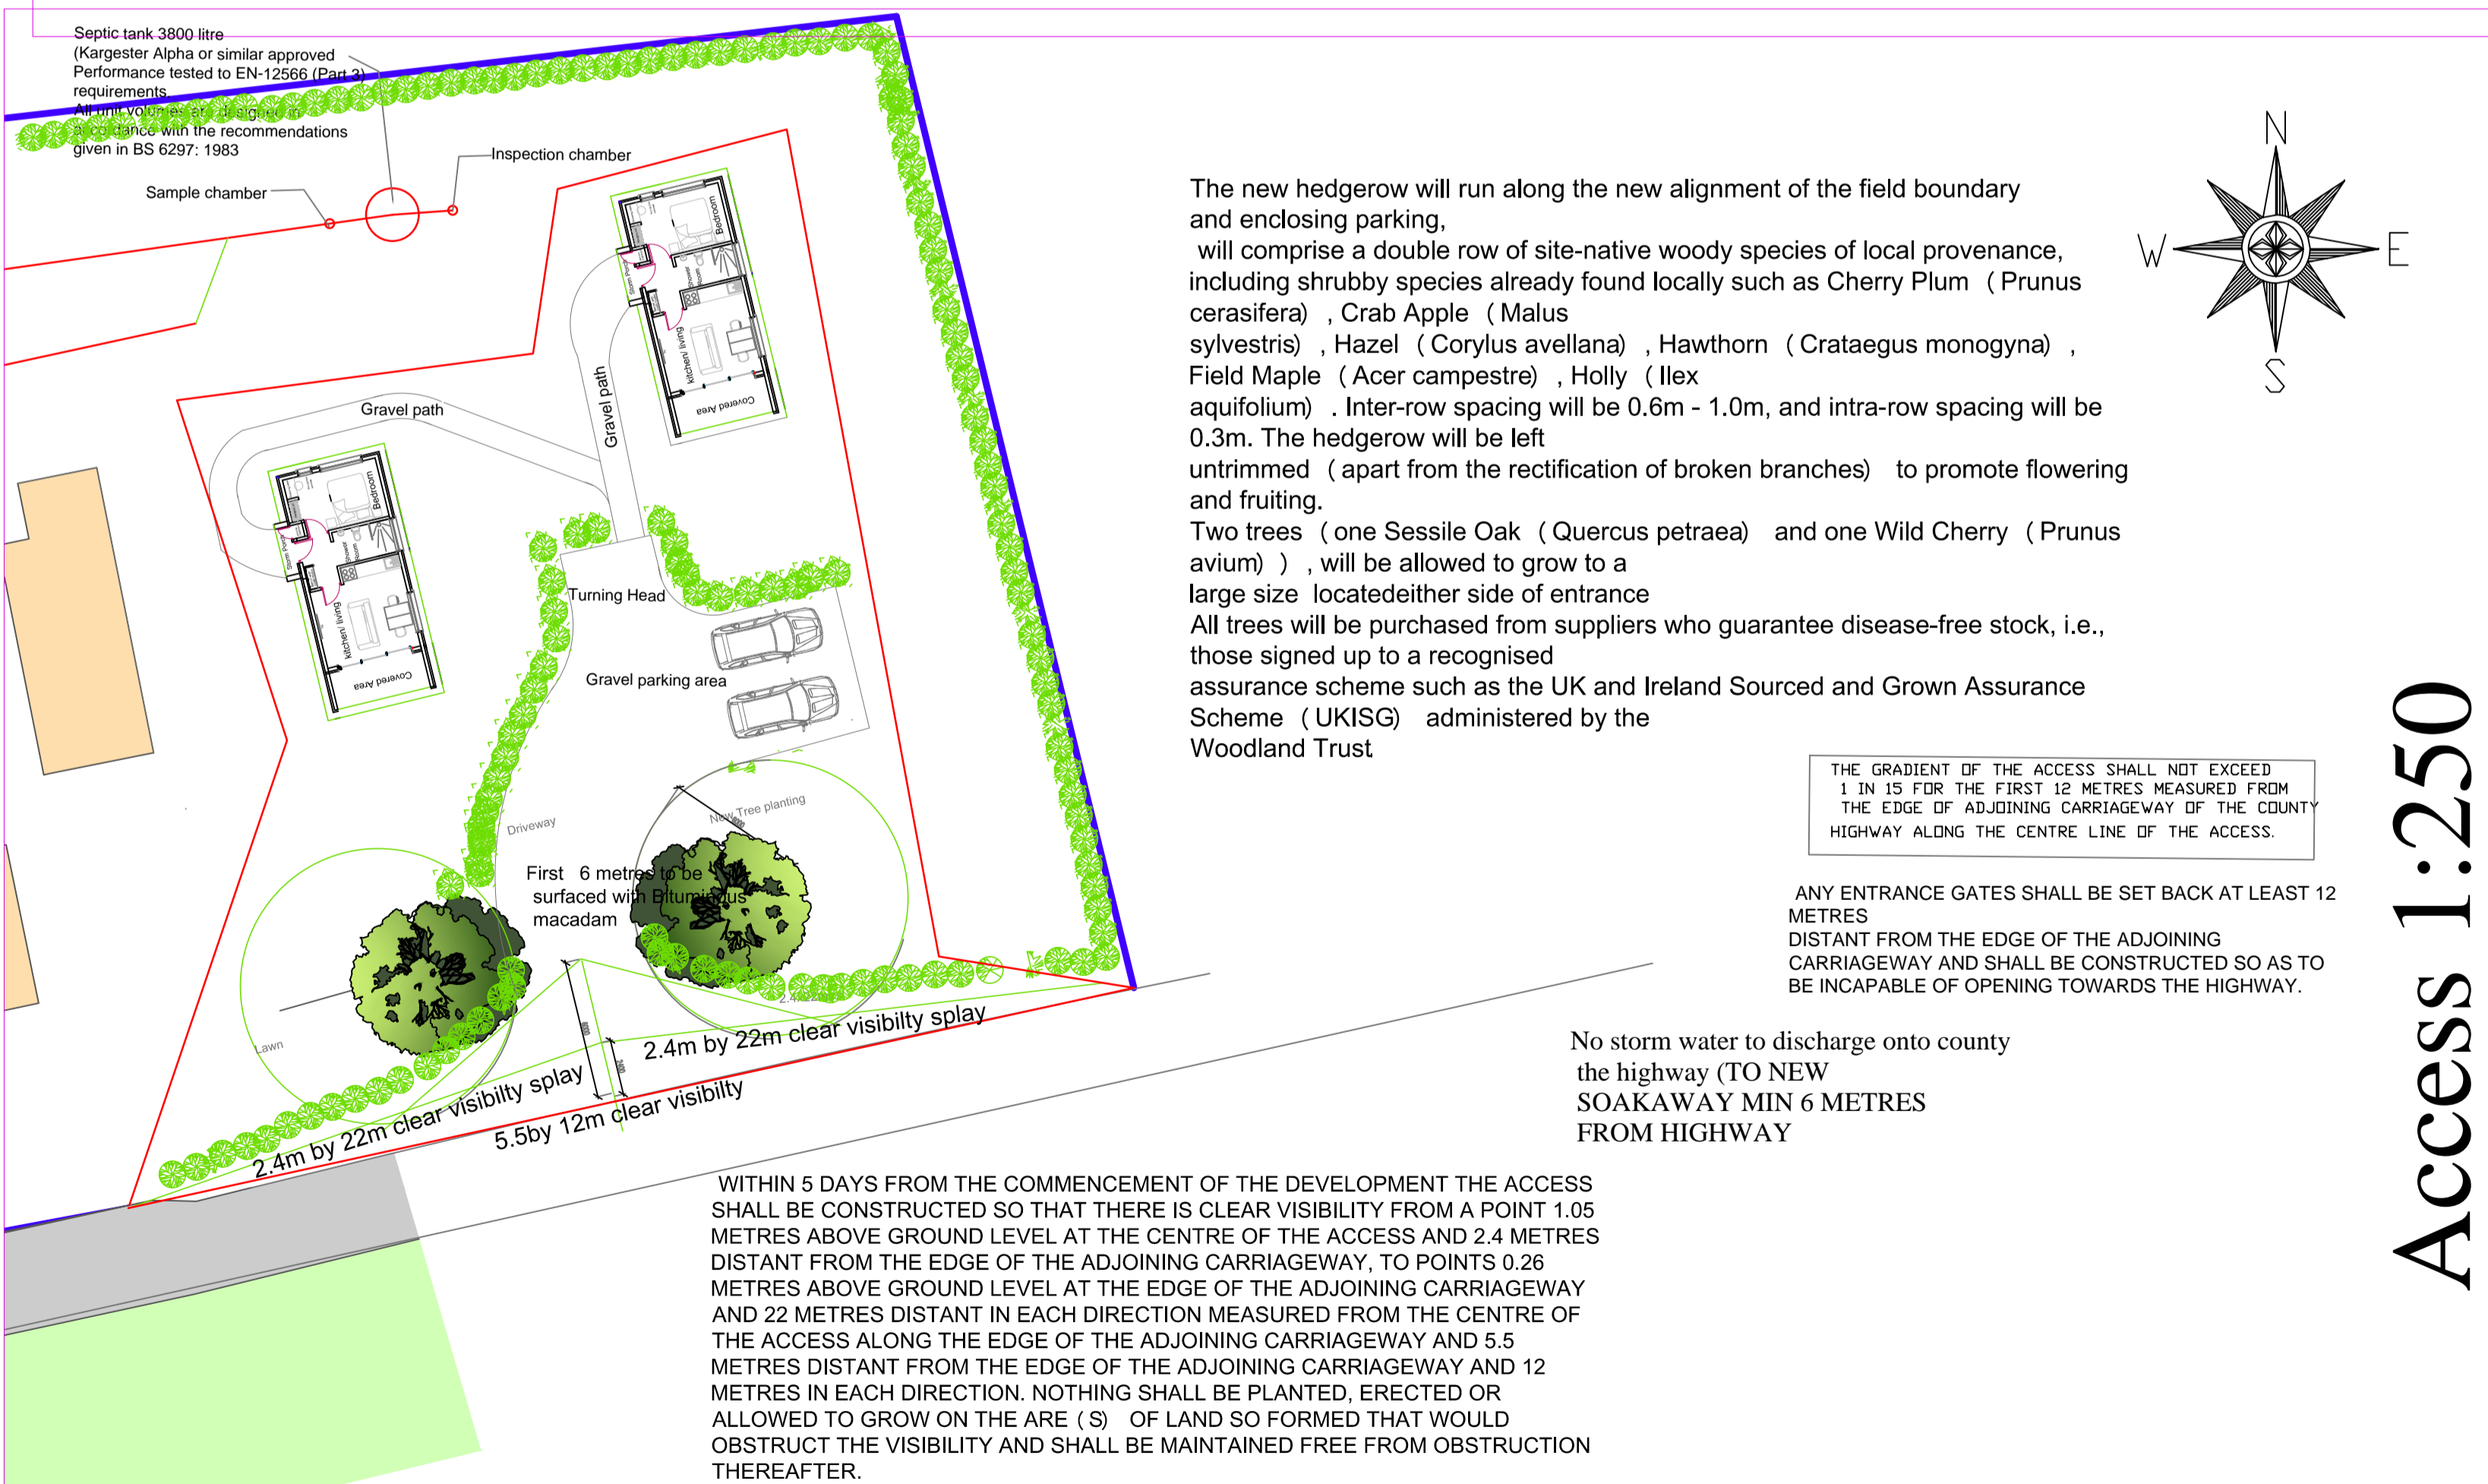 Septic tank 3800 litre
(Kargester Alpha or similar approved
Performance tested to EN-12566 (Part 3)
requirements.
All unit volumes are designed in
accordance with the recommendations
given in BS 6297: 1983
Inspection chamber
Sample chamber
Bedroom
Storm Porch
Shower
Room
kitchen/ living
Covered Area
Gravel path
Gravel path
Bedroom
Storm Porch
Shower
Room
kitchen/ living
Covered Area
Turning Head
Gravel parking area
New Tree planting
Driveway
First 6 metres to be
surfaced with Bituminous
macadam
Lawn
2.4m by 22m clear visibilty splay
2.4m by 22m clear visibilty splay
5.5by 12m clear visibilty
The new hedgerow will run along the new alignment of the field boundary
and enclosing parking,
will comprise a double row of site-native woody species of local provenance,
including shrubby species already found locally such as Cherry Plum (Prunus
cerasifera) , Crab Apple (Malus
sylvestris) , Hazel (Corylus avellana) , Hawthorn (Crataegus monogyna) ,
Field Maple (Acer campestre) , Holly (Ilex
aquifolium) . Inter-row spacing will be 0.6m - 1.0m, and intra-row spacing will be
0.3m. The hedgerow will be left
untrimmed (apart from the rectification of broken branches) to promote flowering
and fruiting.
Two trees (one Sessile Oak (Quercus petraea) and one Wild Cherry (Prunus
avium) ) , will be allowed to grow to a
large size locatedeither side of entrance
All trees will be purchased from suppliers who guarantee disease-free stock, i.e.,
those signed up to a recognised
assurance scheme such as the UK and Ireland Sourced and Grown Assurance
Scheme (UKISG) administered by the
Woodland Trust
N
W
E
S
THE GRADIENT OF THE ACCESS SHALL NOT EXCEED
1 IN 15 FOR THE FIRST 12 METRES MEASURED FROM
THE EDGE OF ADJOINING CARRIAGEWAY OF THE COUNTY
HIGHWAY ALONG THE CENTRE LINE OF THE ACCESS.
ANY ENTRANCE GATES SHALL BE SET BACK AT LEAST 12
METRES
DISTANT FROM THE EDGE OF THE ADJOINING
CARRIAGEWAY AND SHALL BE CONSTRUCTED SO AS TO
BE INCAPABLE OF OPENING TOWARDS THE HIGHWAY.
No storm water to discharge onto county
the highway (TO NEW
SOAKAWAY MIN 6 METRES
FROM HIGHWAY
WITHIN 5 DAYS FROM THE COMMENCEMENT OF THE DEVELOPMENT THE ACCESS
SHALL BE CONSTRUCTED SO THAT THERE IS CLEAR VISIBILITY FROM A POINT 1.05
METRES ABOVE GROUND LEVEL AT THE CENTRE OF THE ACCESS AND 2.4 METRES
DISTANT FROM THE EDGE OF THE ADJOINING CARRIAGEWAY, TO POINTS 0.26
METRES ABOVE GROUND LEVEL AT THE EDGE OF THE ADJOINING CARRIAGEWAY
AND 22 METRES DISTANT IN EACH DIRECTION MEASURED FROM THE CENTRE OF
THE ACCESS ALONG THE EDGE OF THE ADJOINING CARRIAGEWAY AND 5.5
METRES DISTANT FROM THE EDGE OF THE ADJOINING CARRIAGEWAY AND 12
METRES IN EACH DIRECTION. NOTHING SHALL BE PLANTED, ERECTED OR
ALLOWED TO GROW ON THE ARE (S) OF LAND SO FORMED THAT WOULD
OBSTRUCT THE VISIBILITY AND SHALL BE MAINTAINED FREE FROM OBSTRUCTION
THEREAFTER.
Access 1:250